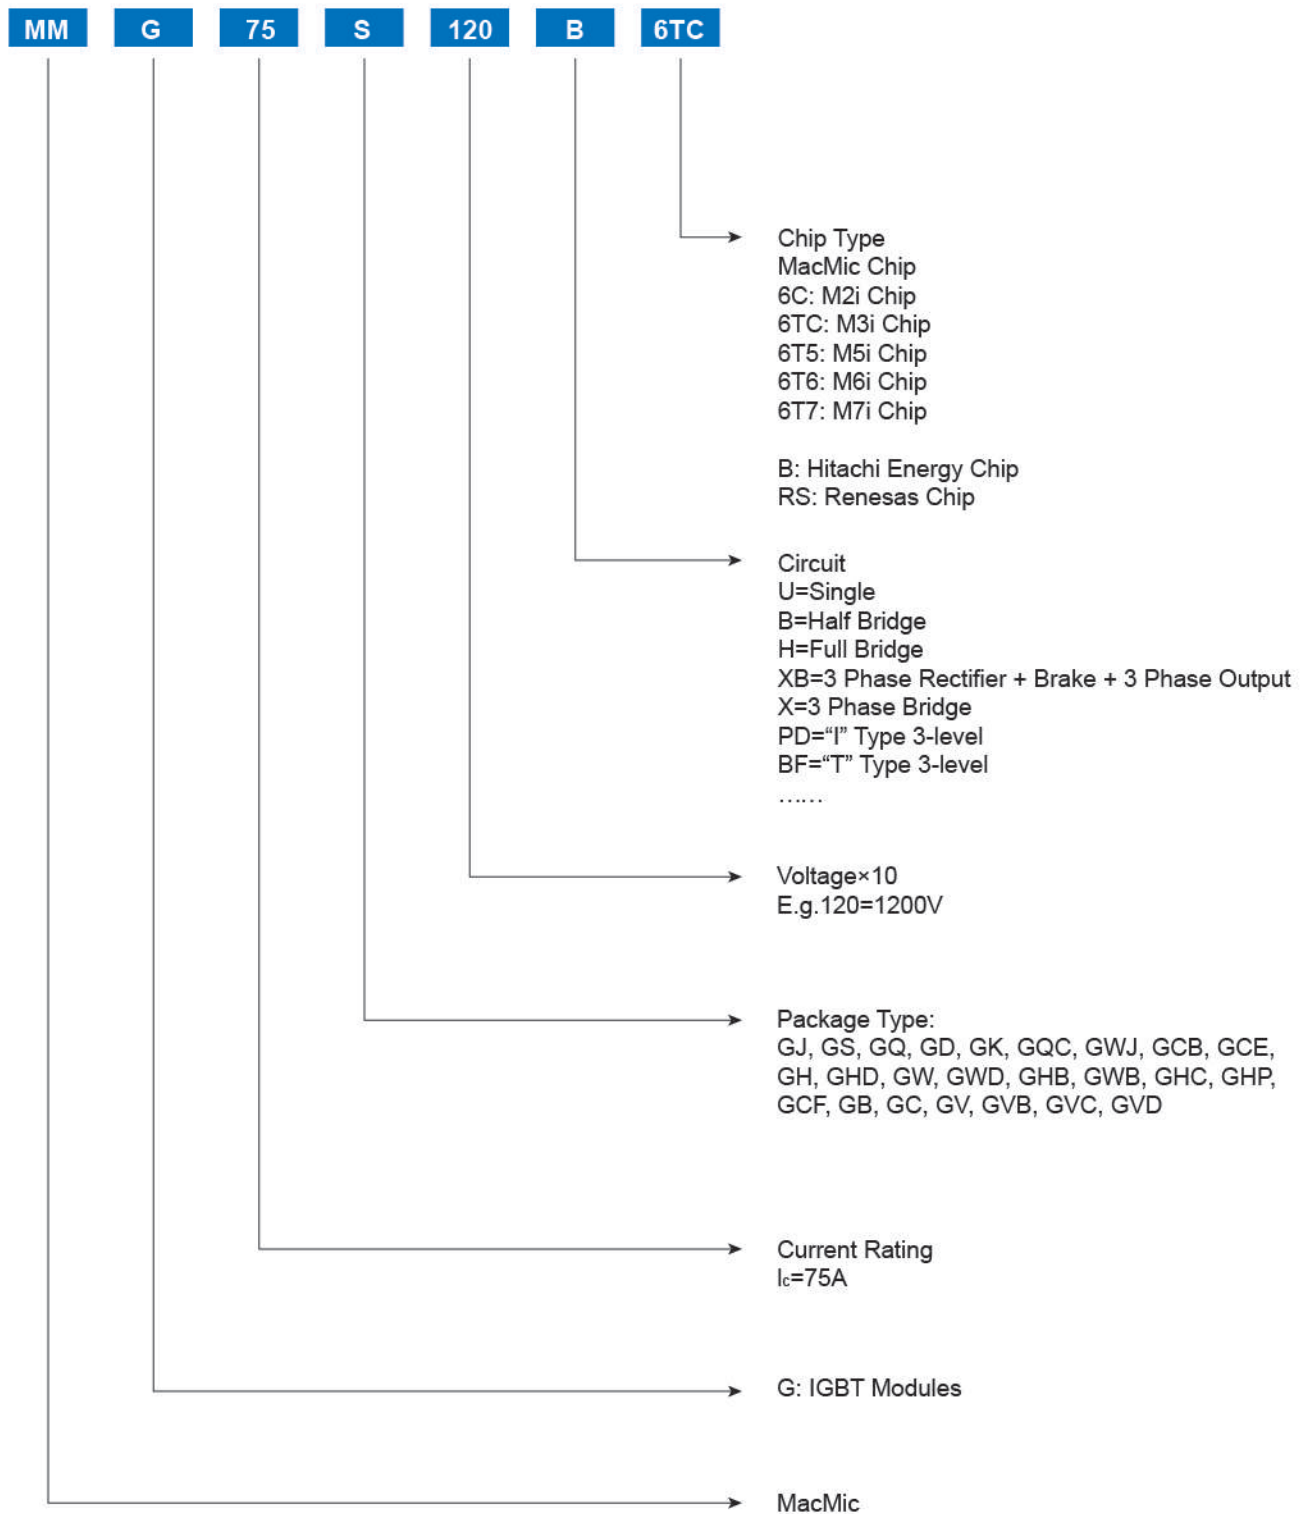 MM G 75 S 120 B 6TC
Chip Type
MacMic Chip
6C: M2i Chip
6TC: M3i Chip
6T5: M5i Chip
6T6: M6i Chip
6T7: M7i Chip
B: Hitachi Energy Chip
RS: Renesas Chip
Circuit
U=Single
B=Half Bridge
H=Full Bridge
XB=3 Phase Rectifier + Brake + 3 Phase Output
X=3 Phase Bridge
PD=“I” Type 3-level
BF=“T” Type 3-level
……
Voltage×10
E.g.120=1200V
Package Type:
GJ, GS, GQ, GD, GK, GQC, GWJ, GCB, GCE,
GH, GHD, GW, GWD, GHB, GWB, GHC, GHP,
GCF, GB, GC, GV, GVB, GVC, GVD
Current Rating
Ic=75A
G: IGBT Modules
MacMic